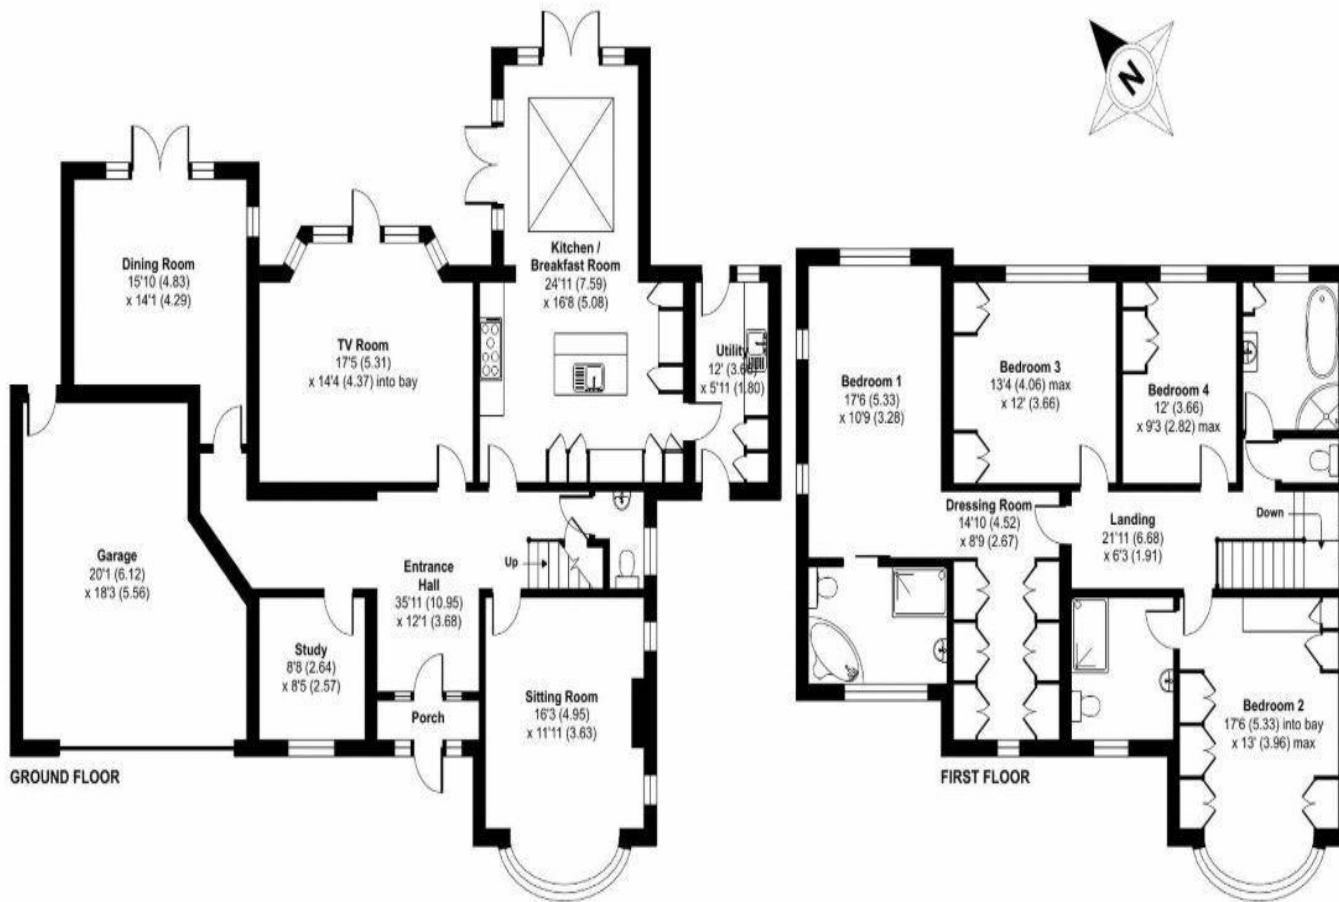 N
Dining Room
15'10 (4.83)
x 14'1 (4.29)
TV Room
17'5 (5.31)
x 14'4 (4.37) into bay
Kitchen /
Breakfast Room
24'11 (7.59)
x 16'8 (5.08)
Utility
12' (3.66)
x 5'11 (1.80)
Garage
20'1 (6.12)
x 18'3 (5.56)
Entrance
Hall
35'11 (10.95)
x 12'1 (3.68)
Up
Study
8'8 (2.64)
x 8'5 (2.57)
Porch
Sitting Room
16'3 (4.95)
x 11'11 (3.63)
GROUND FLOOR
Bedroom 1
17'6 (5.33)
x 10'9 (3.28)
Bedroom 3
13'4 (4.06) max
x 12' (3.66)
Bedroom 4
12' (3.66)
x 9'3 (2.82) max
Dressing Room
14'10 (4.52)
x 8'9 (2.67)
Landing
21'11 (6.68)
x 6'3 (1.91)
Down
Bedroom 2
17'6 (5.33) into bay
x 13' (3.96) max
FIRST FLOOR